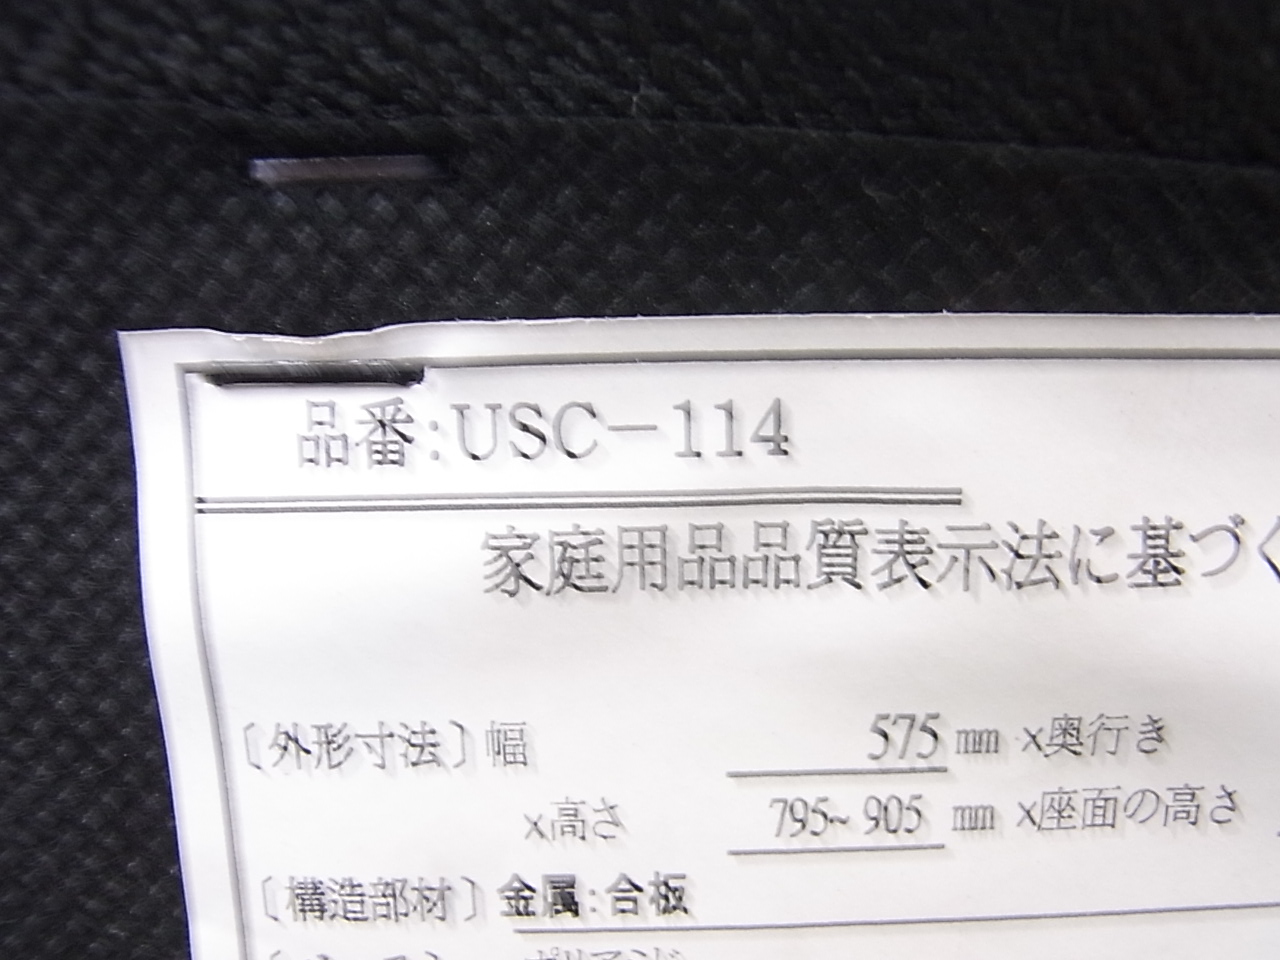 品番:USC-114
家庭用品品質表示法に基づく
〔外形寸法〕幅 575 mm ×奥行き
×高さ 795~905 mm ×座面の高さ
〔構造部材〕金属:合板